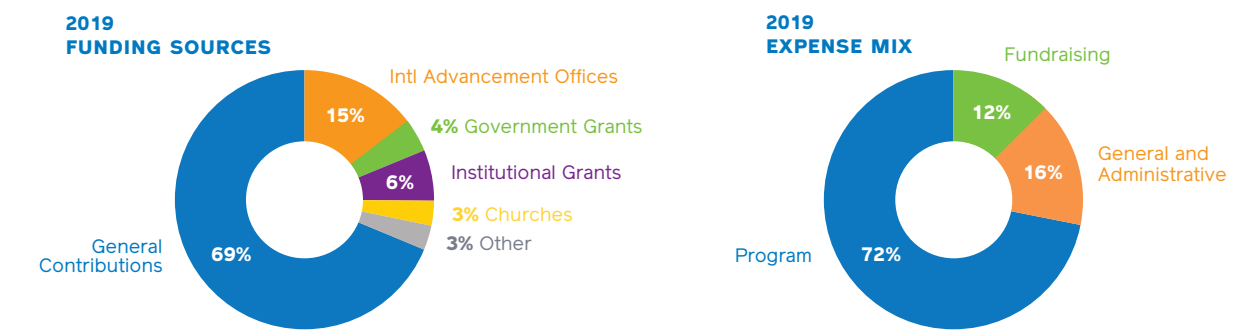 2019
FUNDING SOURCES
Intl Advancement Offices
15%
4% Government Grants
6%
Institutional Grants
3% Churches
3% Other
General
Contributions
69%
2019
EXPENSE MIX
Fundraising
12%
General and
Administrative
16%
Program
72%